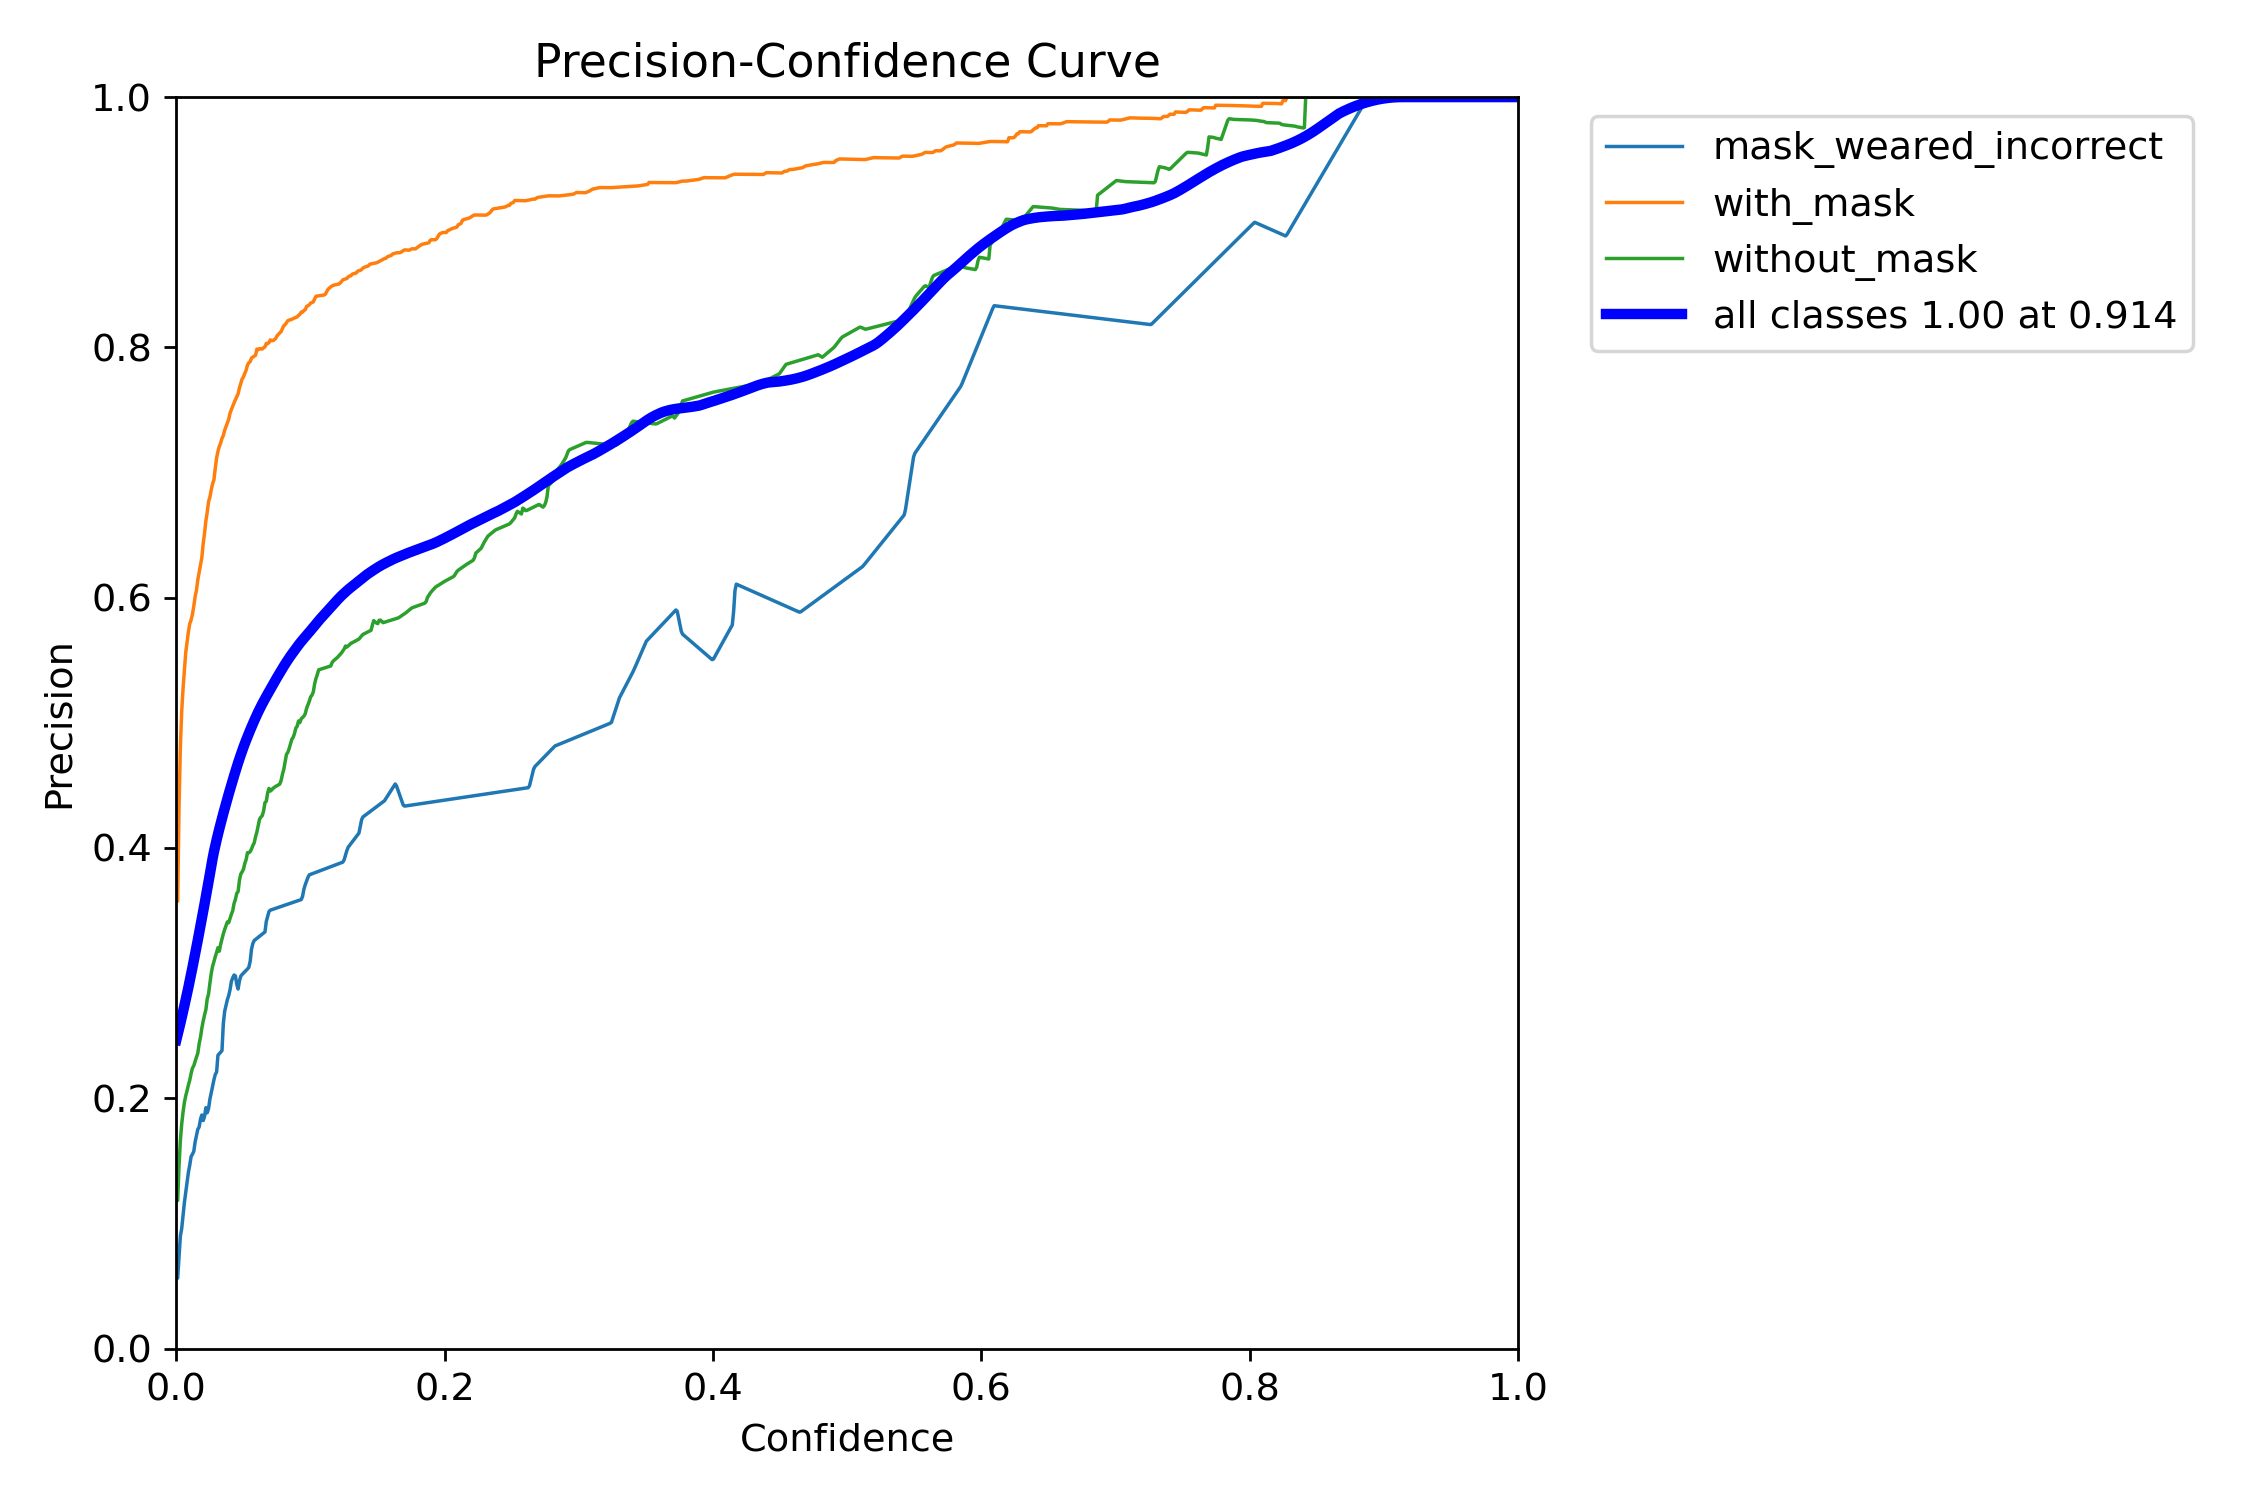 Precision-Confidence Curve
1.0
0.8
0.6
0.4
0.2
0.0
Precision
0.0 0.2 0.4 0.6 0.8 1.0
Confidence
mask_weared_incorrect
with_mask
without_mask
all classes 1.00 at 0.914